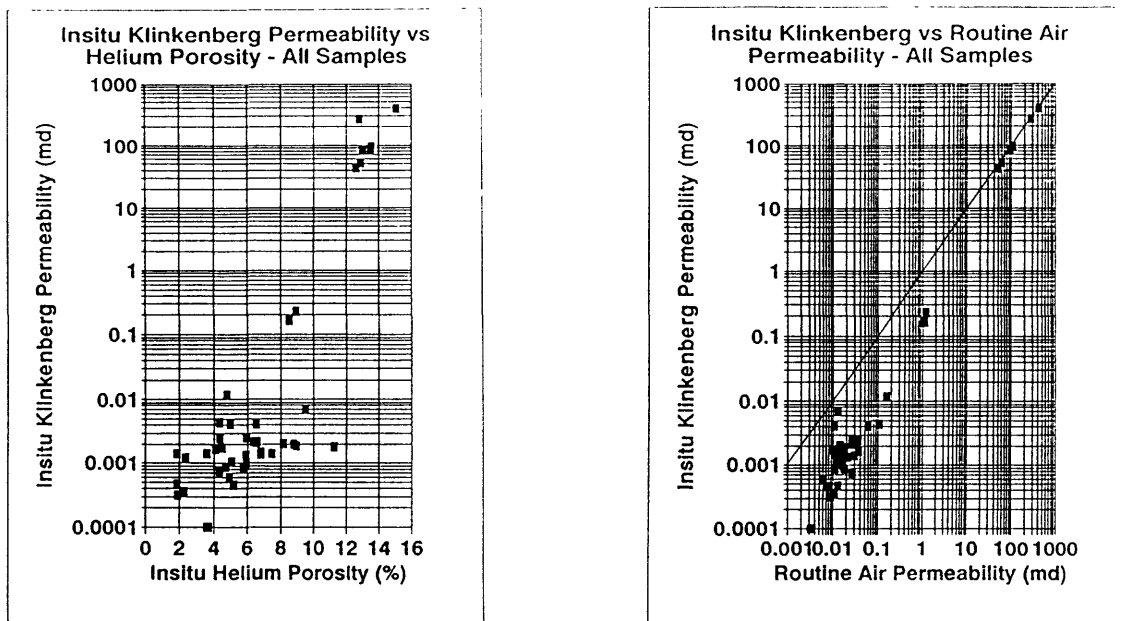 Insitu Klinkenberg Permeability vs
Helium Porosity - All Samples
Insitu Klinkenberg Permeability (md)
1000
100
10
1
0.1
0.01
0.001
0.0001
0 2 4 6 8 10 12 14 16
Insitu Helium Porosity (%)
Insitu Klinkenberg vs Routine Air
Permeability - All Samples
Insitu Klinkenberg Permeability (md)
1000
100
10
1
0.1
0.01
0.001
0.0001
0.001 0.01 0.1 1 10 100 1000
Routine Air Permeability (md)